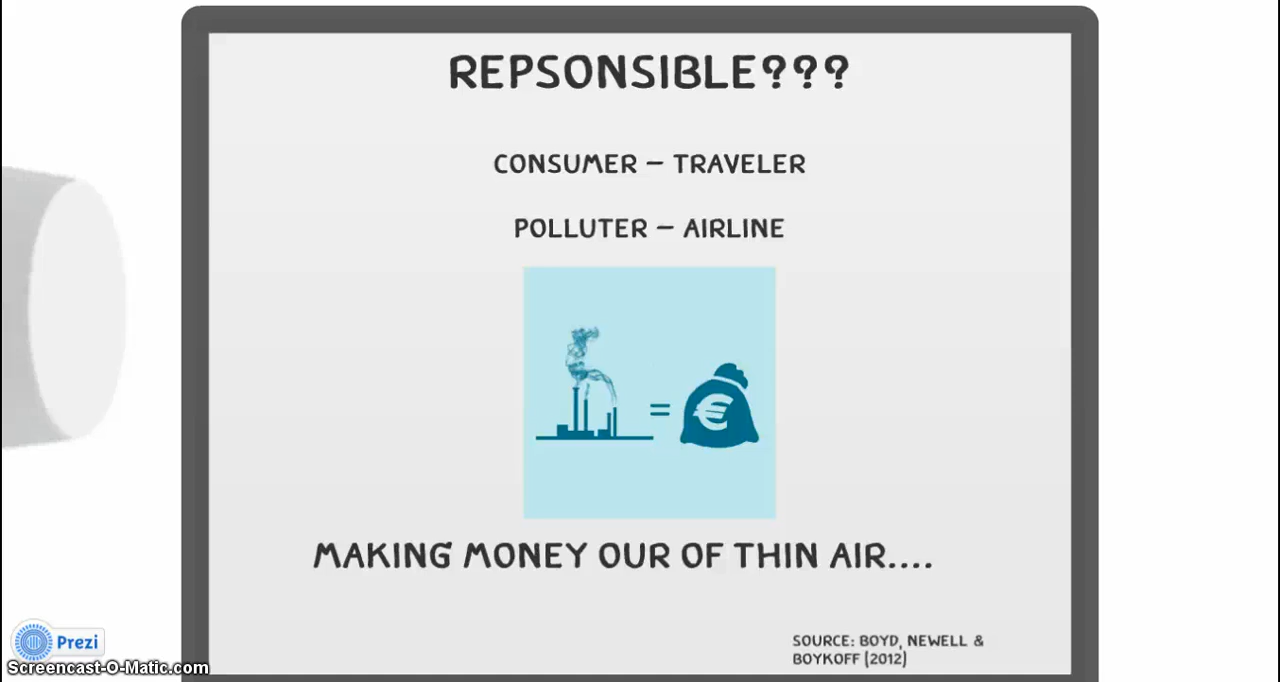 REPSONSIBLE???
CONSUMER – TRAVELER
POLLUTER – AIRLINE
= €
MAKING MONEY OUR OF THIN AIR....
SOURCE: BOYD, NEWELL &
BOYKOFF (2012)
Prezi
Screencast-O-Matic.com